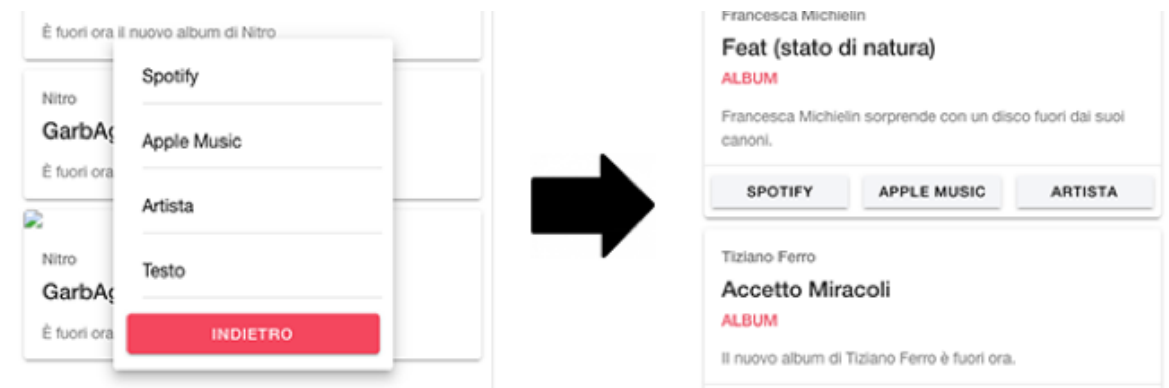 È fuori ora il nuovo album di Nitro
Nitro
GarbAg
È fuori ora
Nitro
GarbAg
È fuori ora
Spotify
Apple Music
Artista
Testo
INDIETRO
Francesca Michielin
Feat (stato di natura)
ALBUM
Francesca Michielin sorprende con un disco fuori dai suoi
canoni.
SPOTIFY APPLE MUSIC ARTISTA
Tiziano Ferro
Accetto Miracoli
ALBUM
Il nuovo album di Tiziano Ferro è fuori ora.